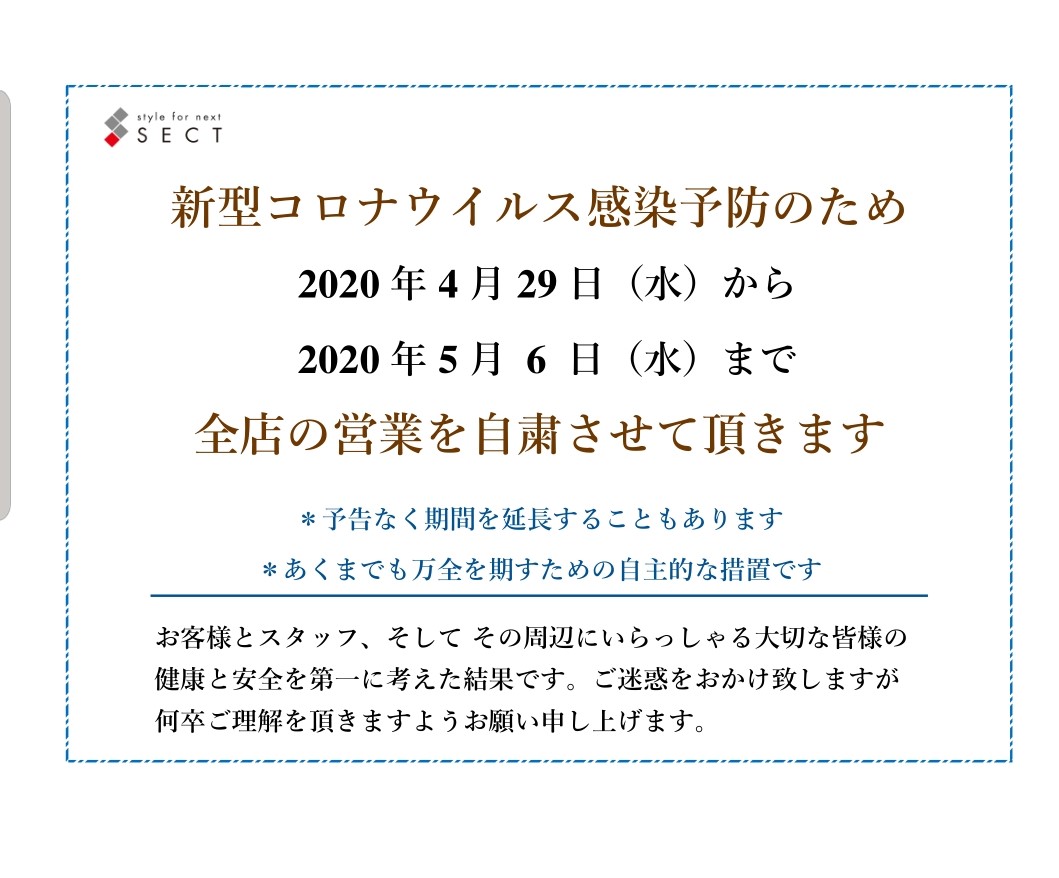 style for next
SECT
新型コロナウイルス感染予防のため
2020 年 4 月 29 日（水）から
2020 年 5 月 6 日（水）まで
全店の営業を自粛させて頂きます
＊予告なく期間を延長することもあります
＊あくまでも万全を期すための自主的な措置です
お客様とスタッフ、そして その周辺にいらっしゃる大切な皆様の
健康と安全を第一に考えた結果です。ご迷惑をおかけ致しますが
何卒ご理解を頂きますようお願い申し上げます。